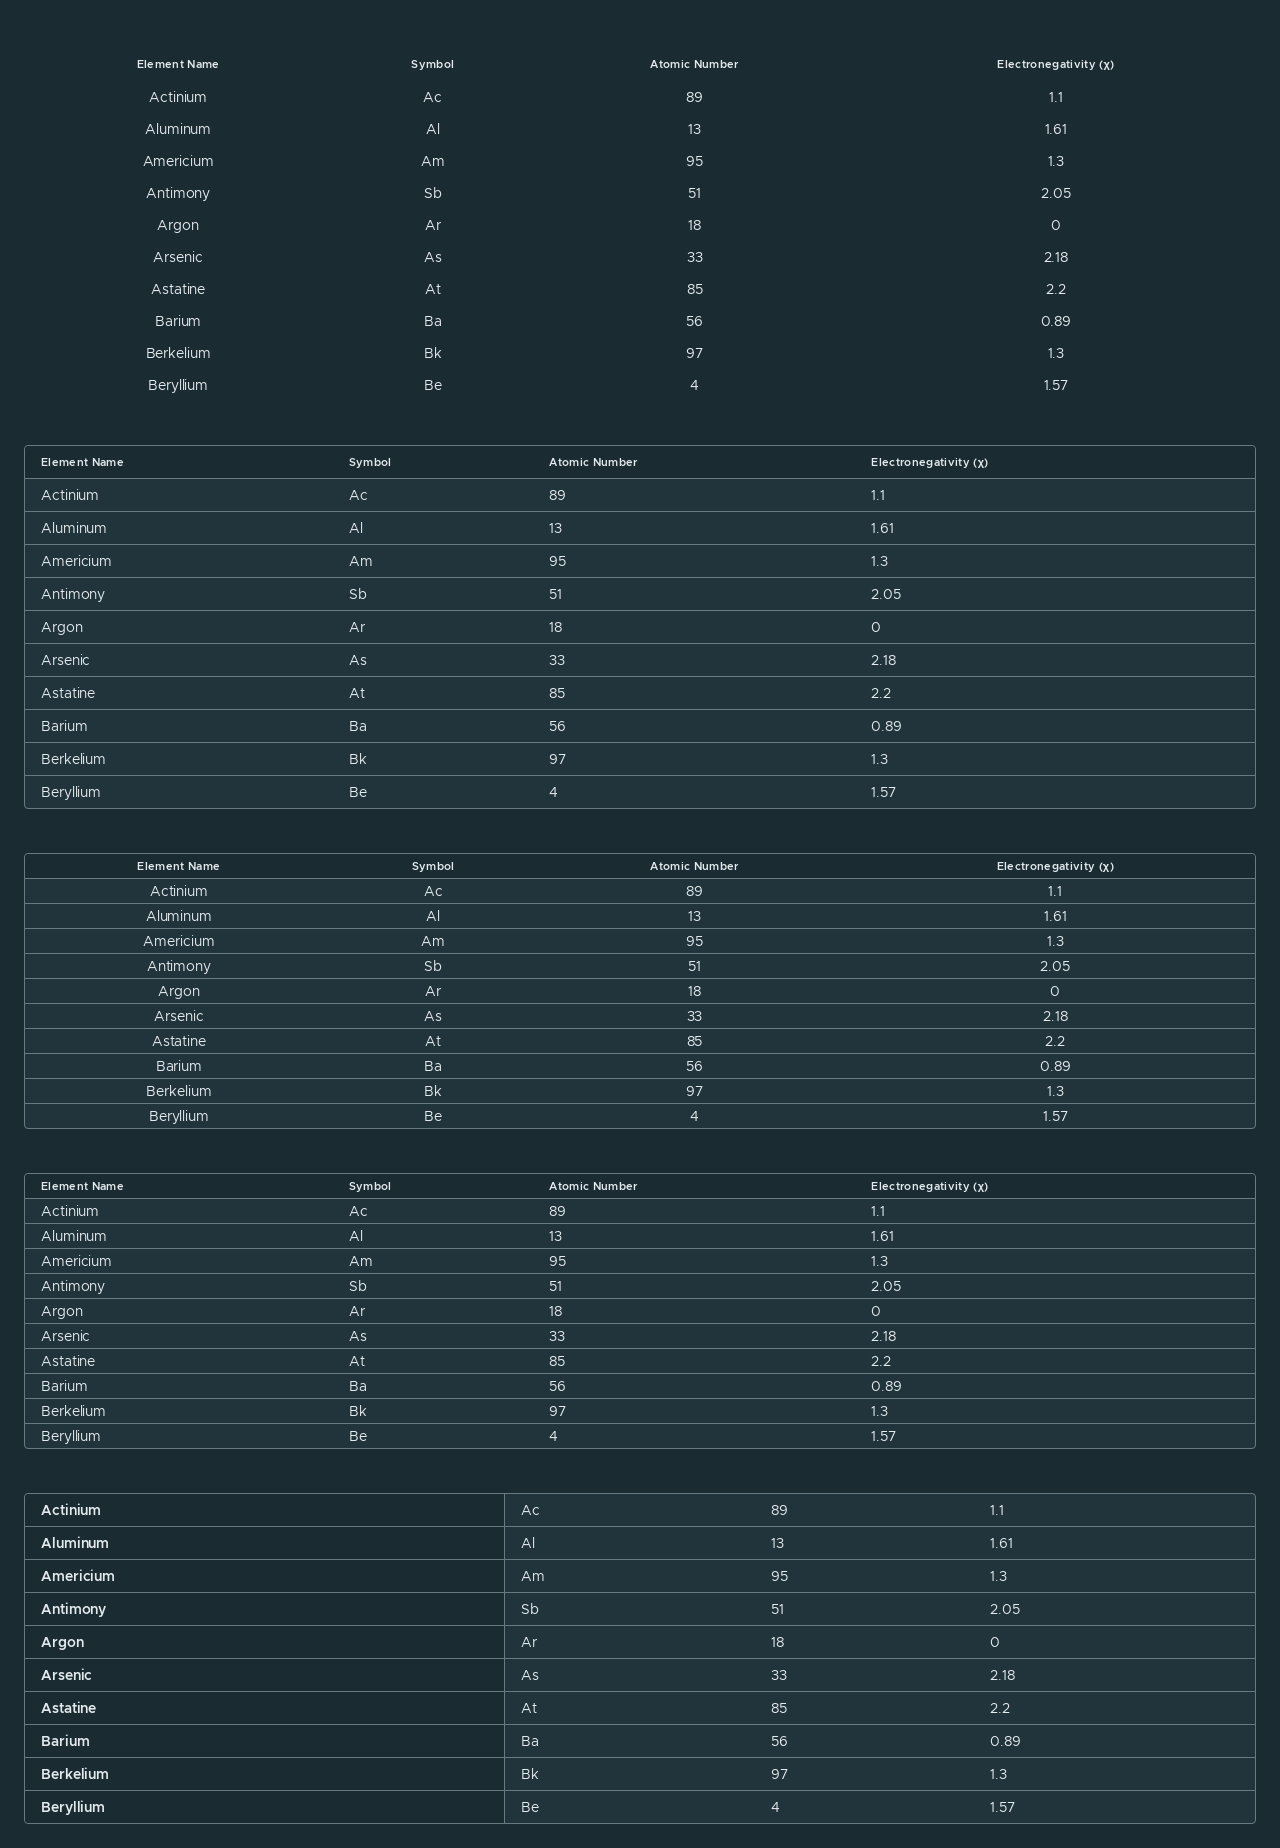 Element Name Symbol Atomic Number Electronegativity (χ)
Actinium Ac 89 1.1
Aluminum Al 13 1.61
Americium Am 95 1.3
Antimony Sb 51 2.05
Argon Ar 18 0
Arsenic As 33 2.18
Astatine At 85 2.2
Barium Ba 56 0.89
Berkelium Bk 97 1.3
Beryllium Be 4 1.57
Element Name Symbol Atomic Number Electronegativity (χ)
Actinium Ac 89 1.1
Aluminum Al 13 1.61
Americium Am 95 1.3
Antimony Sb 51 2.05
Argon Ar 18 0
Arsenic As 33 2.18
Astatine At 85 2.2
Barium Ba 56 0.89
Berkelium Bk 97 1.3
Beryllium Be 4 1.57
Element Name Symbol Atomic Number Electronegativity (χ)
Actinium Ac 89 1.1
Aluminum Al 13 1.61
Americium Am 95 1.3
Antimony Sb 51 2.05
Argon Ar 18 0
Arsenic As 33 2.18
Astatine At 85 2.2
Barium Ba 56 0.89
Berkelium Bk 97 1.3
Beryllium Be 4 1.57
Element Name Symbol Atomic Number Electronegativity (χ)
Actinium Ac 89 1.1
Aluminum Al 13 1.61
Americium Am 95 1.3
Antimony Sb 51 2.05
Argon Ar 18 0
Arsenic As 33 2.18
Astatine At 85 2.2
Barium Ba 56 0.89
Berkelium Bk 97 1.3
Beryllium Be 4 1.57
Actinium Ac 89 1.1
Aluminum Al 13 1.61
Americium Am 95 1.3
Antimony Sb 51 2.05
Argon Ar 18 0
Arsenic As 33 2.18
Astatine At 85 2.2
Barium Ba 56 0.89
Berkelium Bk 97 1.3
Beryllium Be 4 1.57